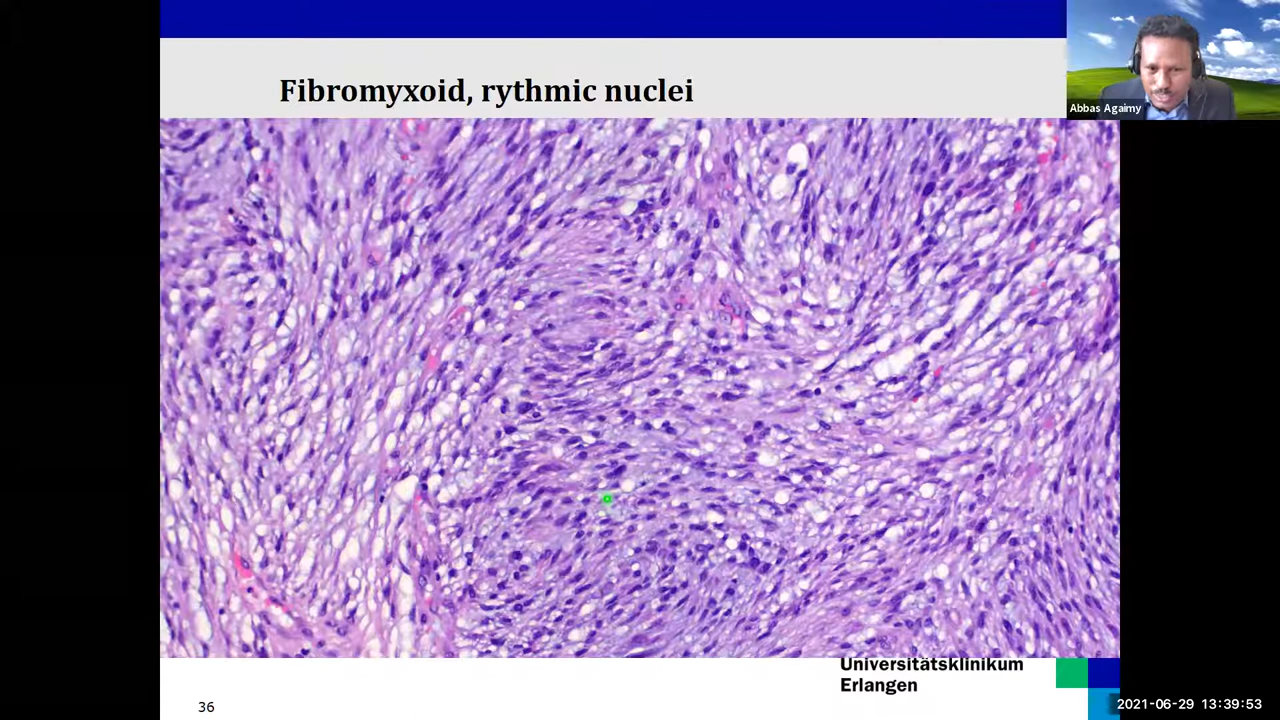 Fibromyxoid, rythmic nuclei
Abbas Agaimy
Universitätsklinikum
Erlangen
36
2021-06-29 13:39:53